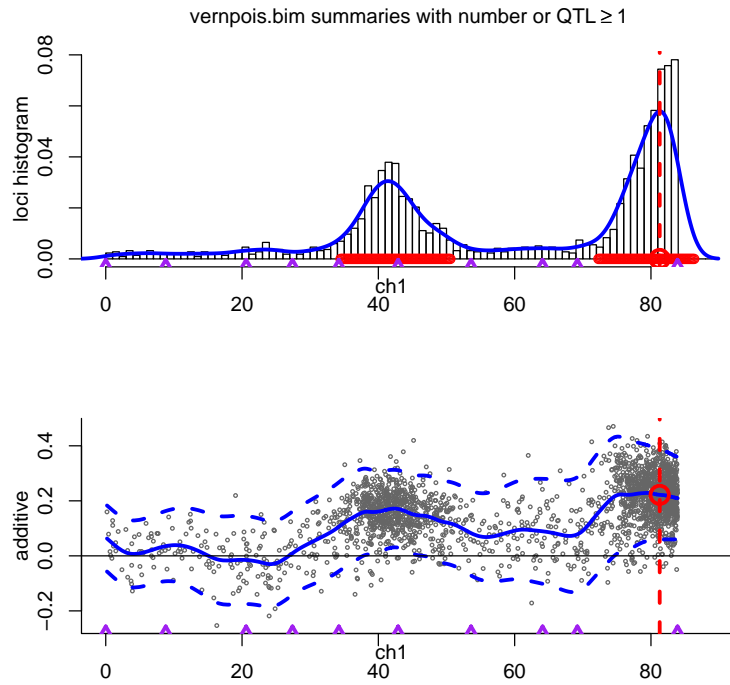 vernpois.bim summaries with number or QTL ≥ 1
loci histogram
0.08
0.04
0.00
0 20 40 60 80
ch1
additive
0.4
0.2
0.0
−0.2
0 20 40 60 80
ch1